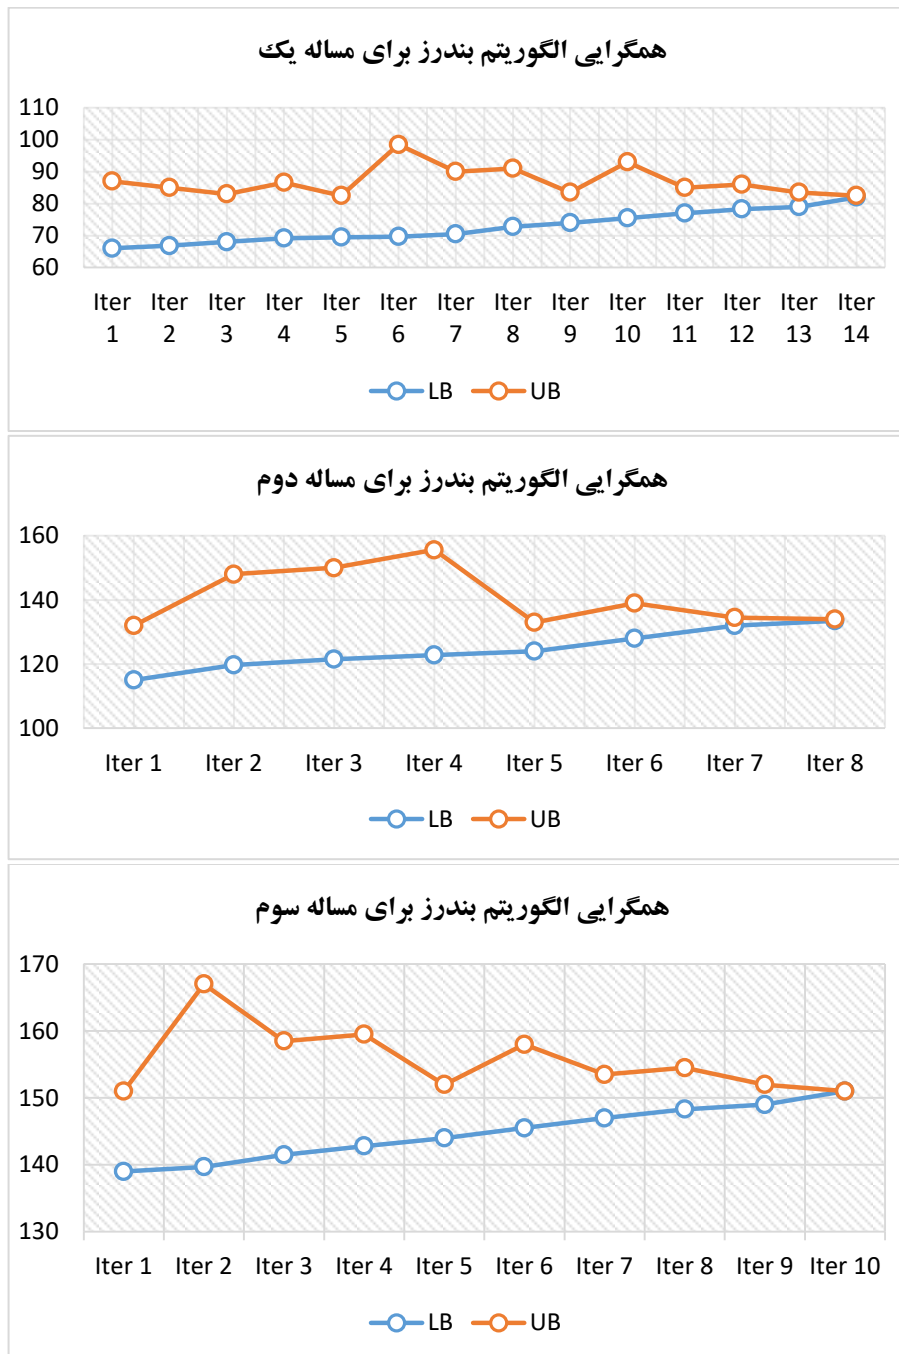 همگرایی الگوریتم بندرز برای مساله یک
110
100
90
80
70
60
Iter 1 Iter 2 Iter 3 Iter 4 Iter 5 Iter 6 Iter 7 Iter 8 Iter 9 Iter 10 Iter 11 Iter 12 Iter 13 Iter 14
LB UB
همگرایی الگوریتم بندرز برای مساله دوم
160
140
120
100
Iter 1 Iter 2 Iter 3 Iter 4 Iter 5 Iter 6 Iter 7 Iter 8
LB UB
همگرایی الگوریتم بندرز برای مساله سوم
170
160
150
140
130
Iter 1 Iter 2 Iter 3 Iter 4 Iter 5 Iter 6 Iter 7 Iter 8 Iter 9 Iter 10
LB UB